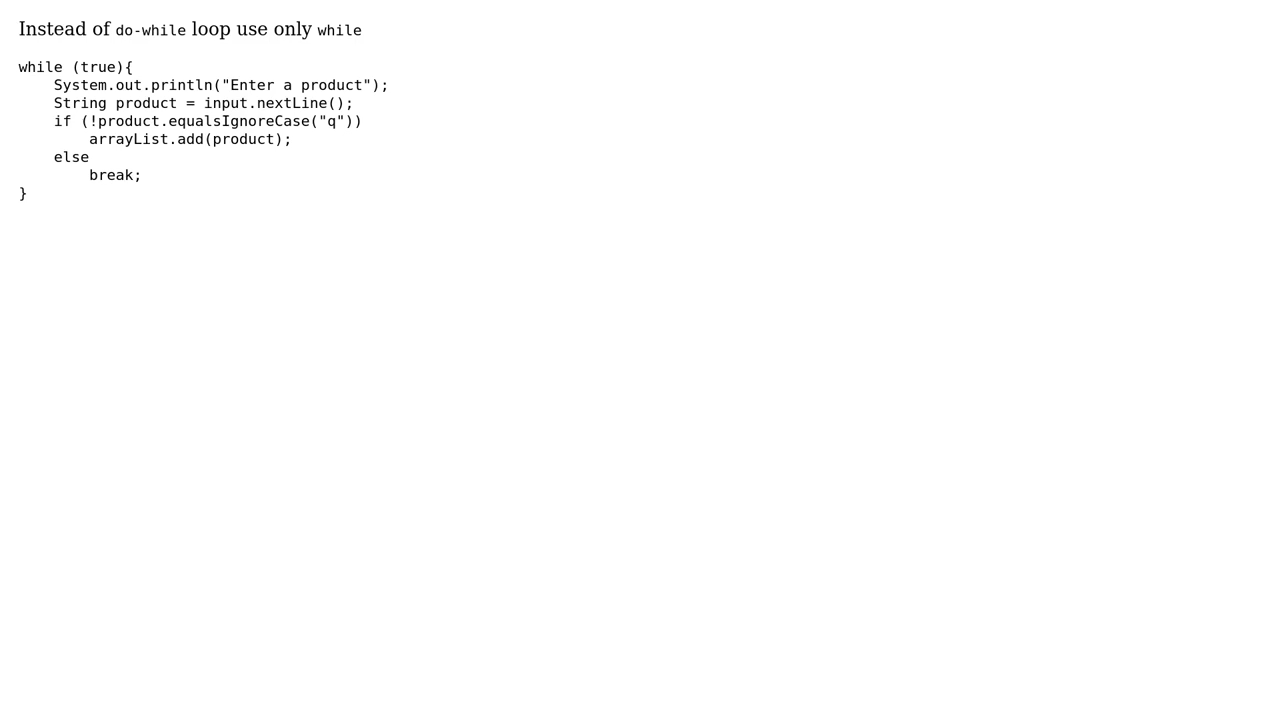 Instead of do-while loop use only while
while (true){
    System.out.println("Enter a product");
    String product = input.nextLine();
    if (!product.equalsIgnoreCase("q"))
        arrayList.add(product);
    else
        break;
}